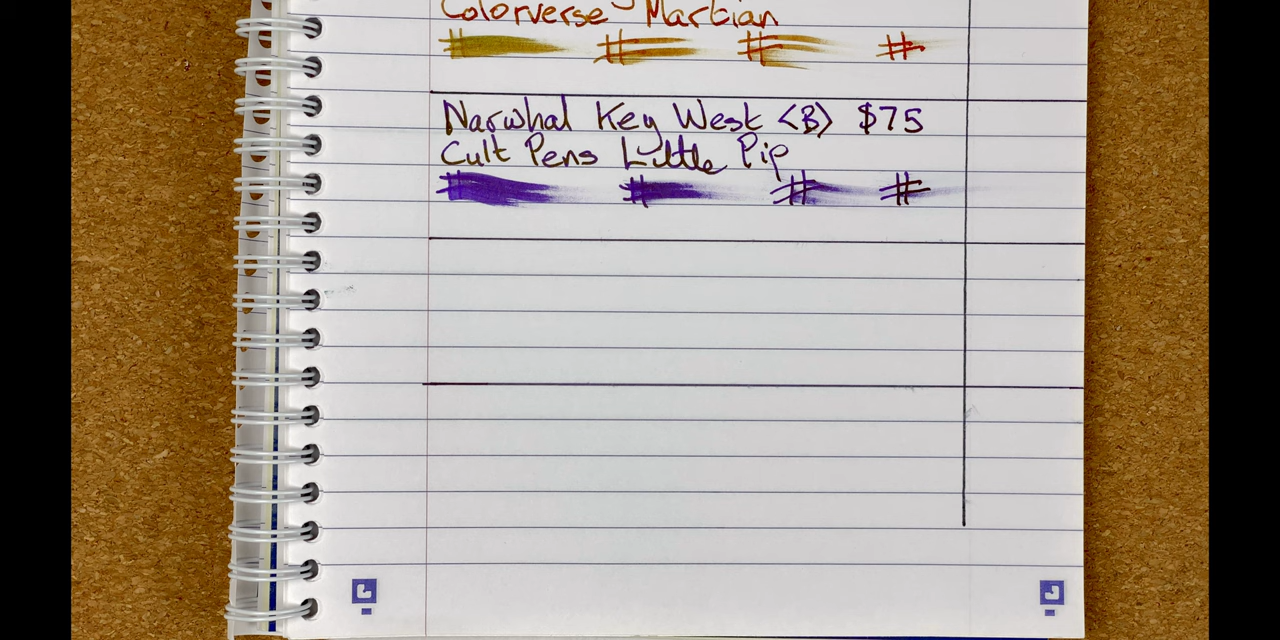 Colorverse Martian
# # # #
Narwhal Key West <B> $75
Cult Pens Little Pip
# # # #